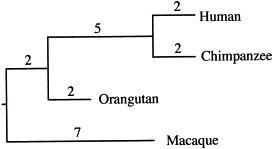 2 Human
5
2 Chimpanzee
2
2 Orangutan
7 Macaque